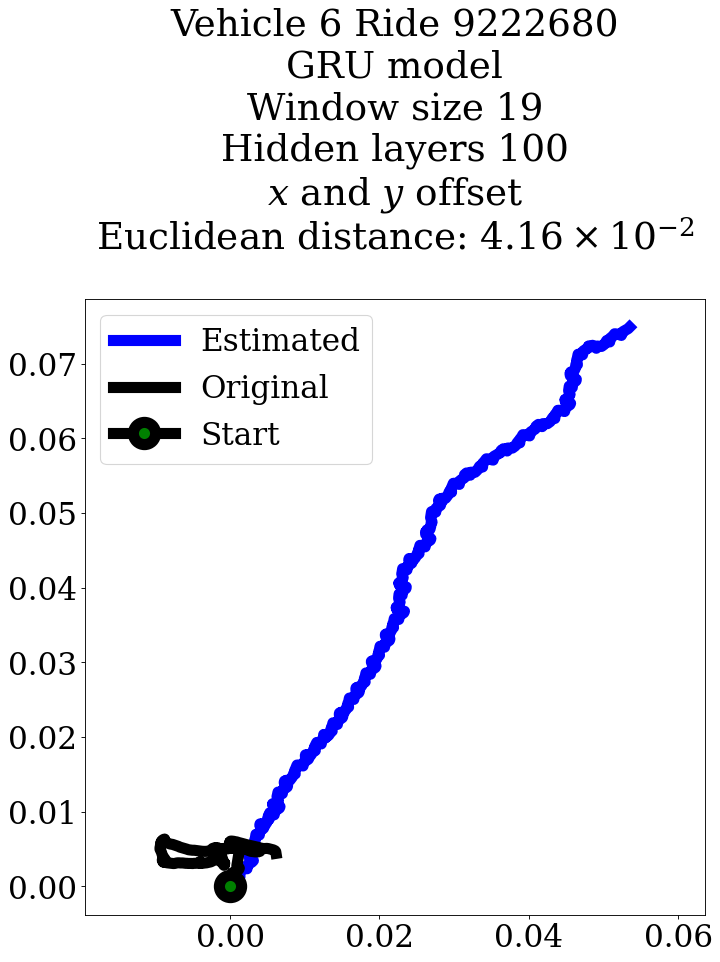 Vehicle 6 Ride 9222680
GRU model
Window size 19
Hidden layers 100
x and y offset
Euclidean distance: 4.16 × 10⁻²
Estimated
Original
Start
0.07
0.06
0.05
0.04
0.03
0.02
0.01
0.00
0.00 0.02 0.04 0.06